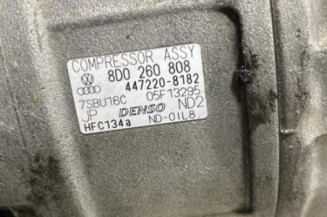 COMPRESSOR ASSY
8D0 260 808
447220-8182
7SBU16C 05F13295
JP DENSO ND2
HFC134a ND-OIL8